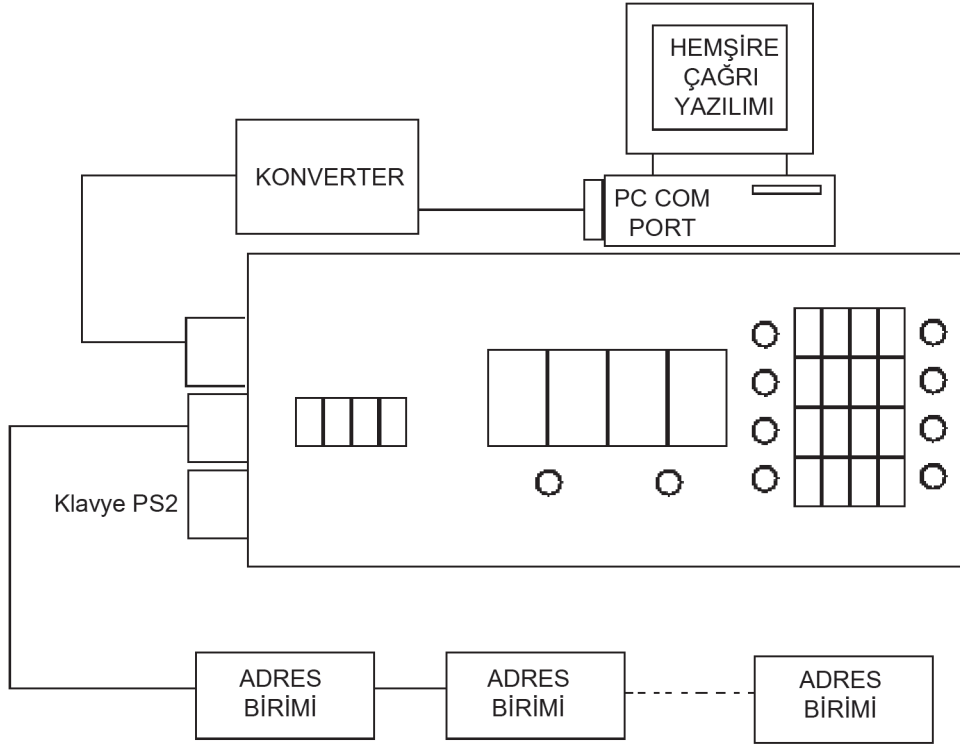 HEMŞİRE
ÇAĞRI
YAZILIMI
KONVERTER
PC COM
PORT
Klavye PS2
ADRES
BİRİMİ
ADRES
BİRİMİ
ADRES
BİRİMİ